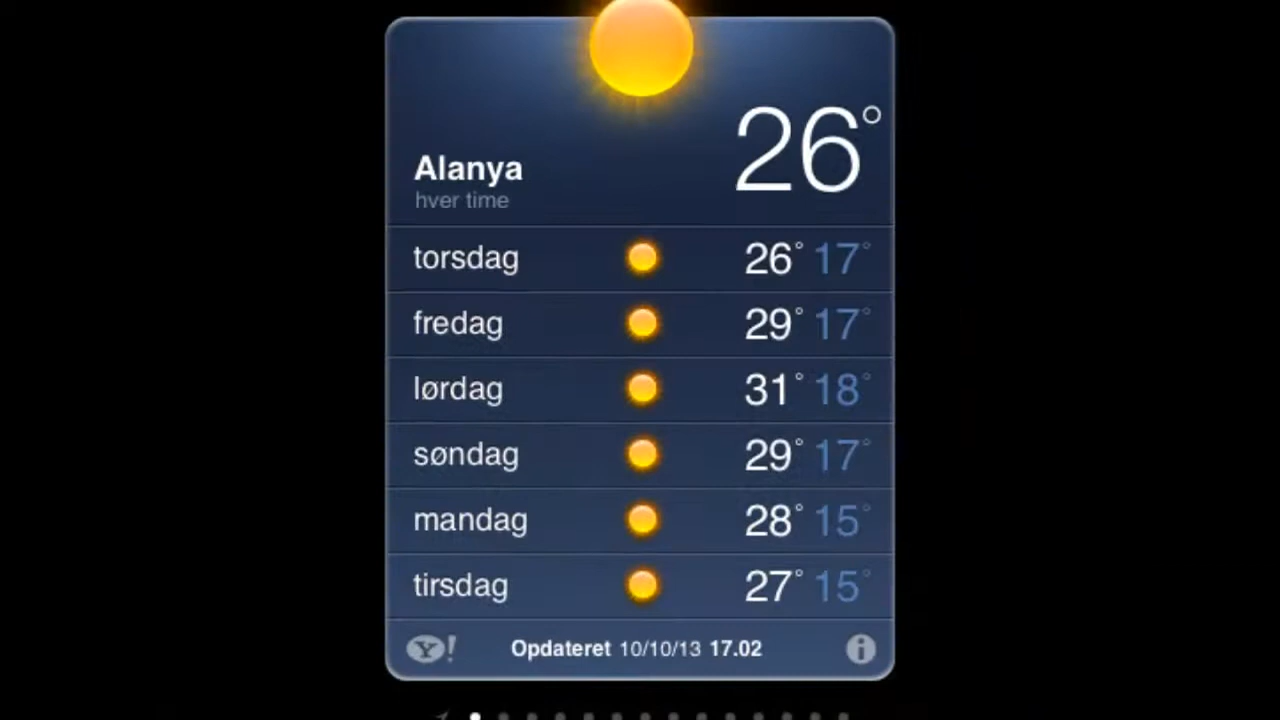 26°
Alanya
hver time
torsdag 26° 17°
fredag 29° 17°
lørdag 31° 18°
søndag 29° 17°
mandag 28° 15°
tirsdag 27° 15°
Y! Opdateret 10/10/13 17.02 i